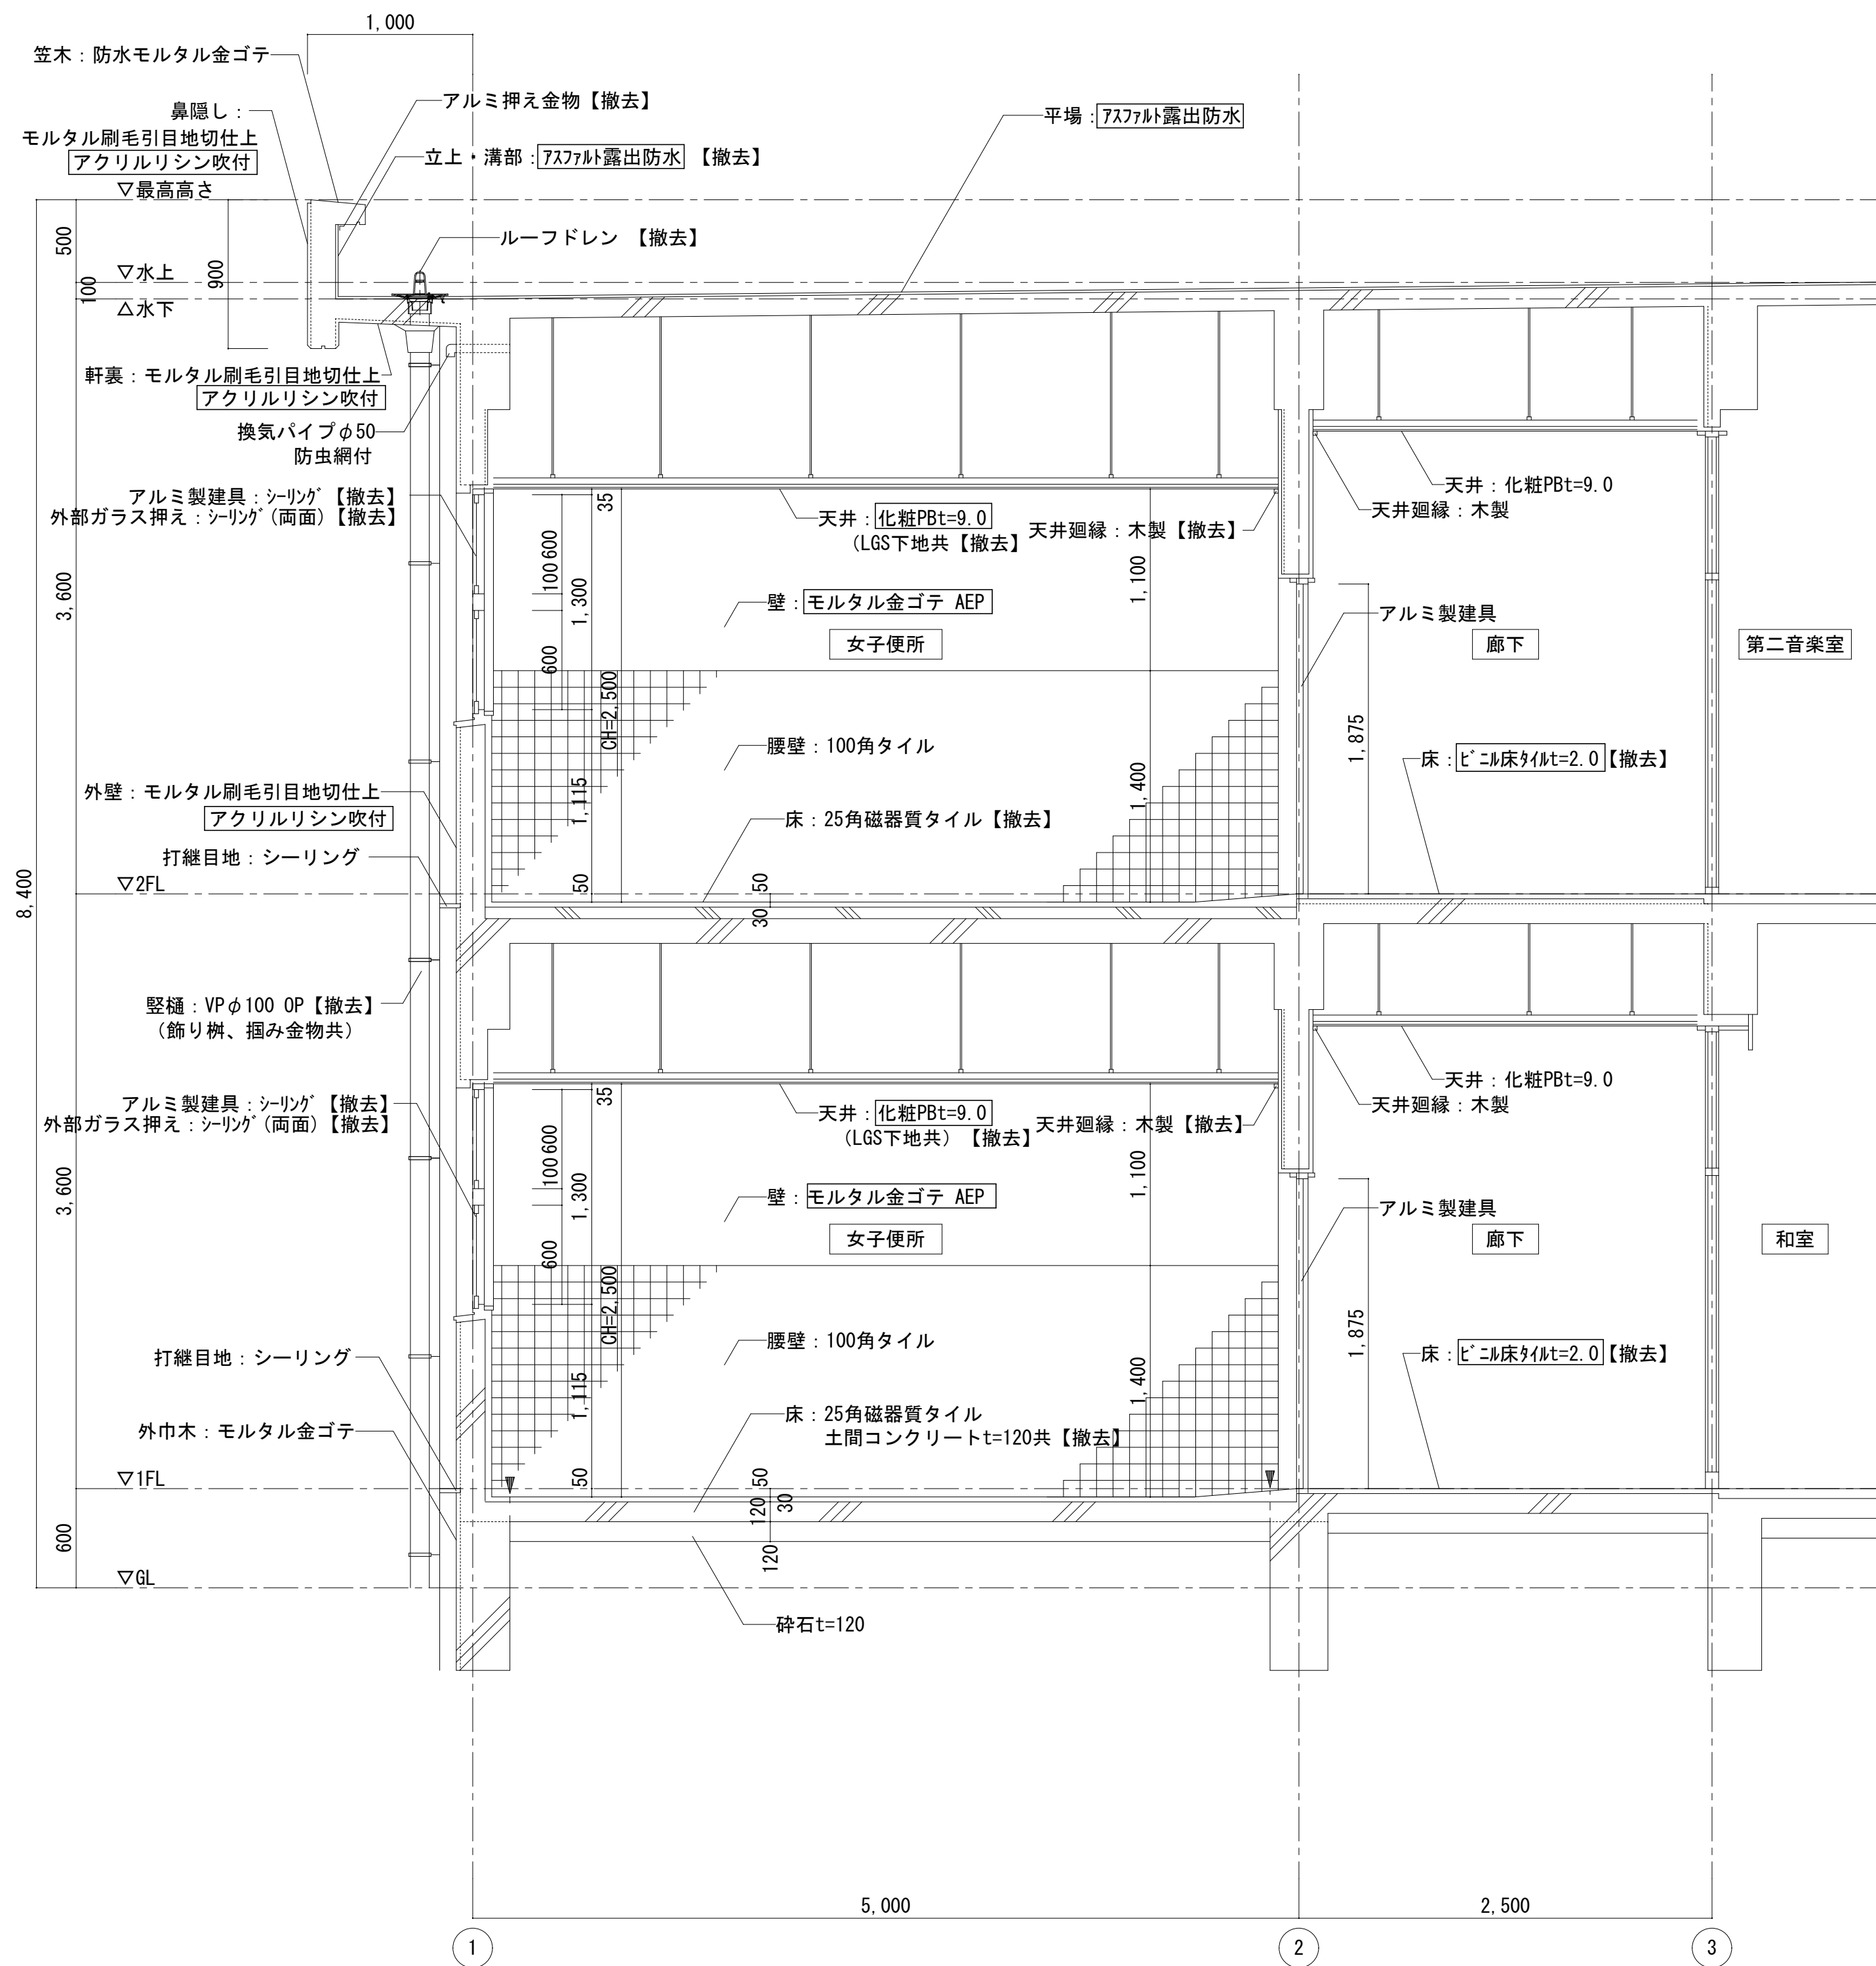 1,000
笠木：防水モルタル金ゴテ
鼻隠し：
モルタル刷毛引目地切仕上
アクリルリシン吹付
アルミ押え金物【撤去】
立上・溝部：ｱｽﾌｧﾙﾄ露出防水 【撤去】
平場：ｱｽﾌｧﾙﾄ露出防水
▽最高高さ
ルーフドレン 【撤去】
500
900
▽水上
100
△水下
軒裏：モルタル刷毛引目地切仕上
アクリルリシン吹付
換気パイプφ50
防虫網付
アルミ製建具：ｼｰﾘﾝｸﾞ【撤去】
外部ガラス押え：ｼｰﾘﾝｸﾞ(両面)【撤去】
35
天井：化粧PBt=9.0
(LGS下地共【撤去】
天井廻縁：木製【撤去】
天井：化粧PBt=9.0
天井廻縁：木製
600
100
1,300
600
1,100
3,600
壁：モルタル金ゴテ AEP
女子便所
アルミ製建具
廊下
第二音楽室
CH=2,500
腰壁：100角タイル
1,875
床：ﾋﾞﾆﾙ床ﾀｲﾙt=2.0【撤去】
外壁：モルタル刷毛引目地切仕上
アクリルリシン吹付
1,115
1,400
床：25角磁器質タイル【撤去】
打継目地：シーリング
8,400
▽2FL
50
50
30
竪樋：VPφ100 OP【撤去】
（飾り桝、掴み金物共）
アルミ製建具：ｼｰﾘﾝｸﾞ【撤去】
外部ガラス押え：ｼｰﾘﾝｸﾞ(両面)【撤去】
35
天井：化粧PBt=9.0
（LGS下地共）【撤去】
天井廻縁：木製【撤去】
天井：化粧PBt=9.0
天井廻縁：木製
600
100
1,300
600
1,100
3,600
壁：モルタル金ゴテ AEP
女子便所
アルミ製建具
廊下
和室
CH=2,500
腰壁：100角タイル
1,875
床：ﾋﾞﾆﾙ床ﾀｲﾙt=2.0【撤去】
打継目地：シーリング
1,115
1,400
床：25角磁器質タイル
土間コンクリートt=120共【撤去】
外巾木：モルタル金ゴテ
▽1FL
50
50
30
120
120
600
▽GL
砕石t=120
5,000
2,500
1
2
3